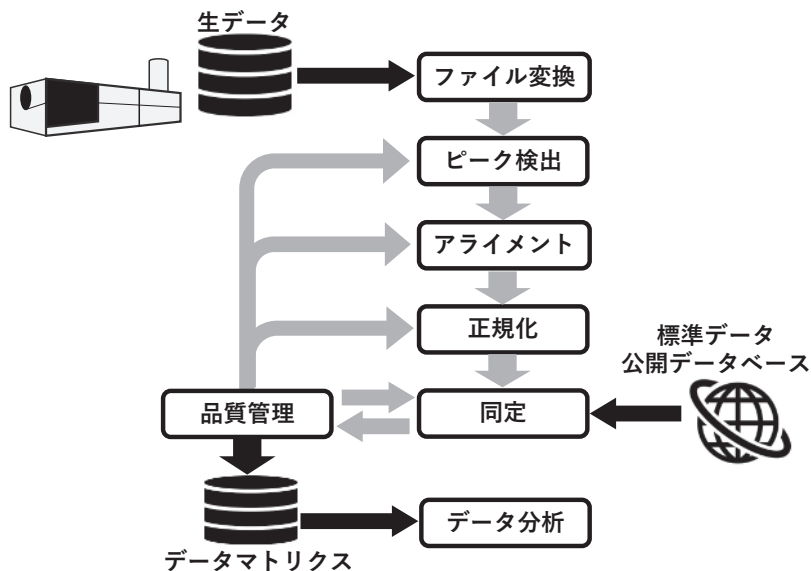 生データ
ファイル変換
ピーク検出
アライメント
正規化
標準データ
公開データベース
品質管理
同定
データマトリクス
データ分析